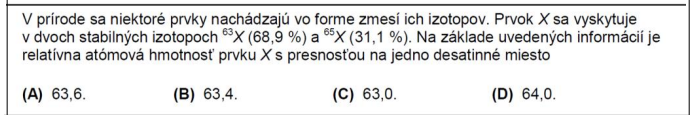 V prírode sa niektoré prvky nachádzajú vo forme zmesí ich izotopov. Prvok X sa vyskytuje
v dvoch stabilných izotopoch ⁶³X (68,9 %) a ⁶⁵X (31,1 %). Na základe uvedených informácií je
relatívna atómová hmotnosť prvku X s presnosťou na jedno desatinné miesto
(A) 63,6. (B) 63,4. (C) 63,0. (D) 64,0.